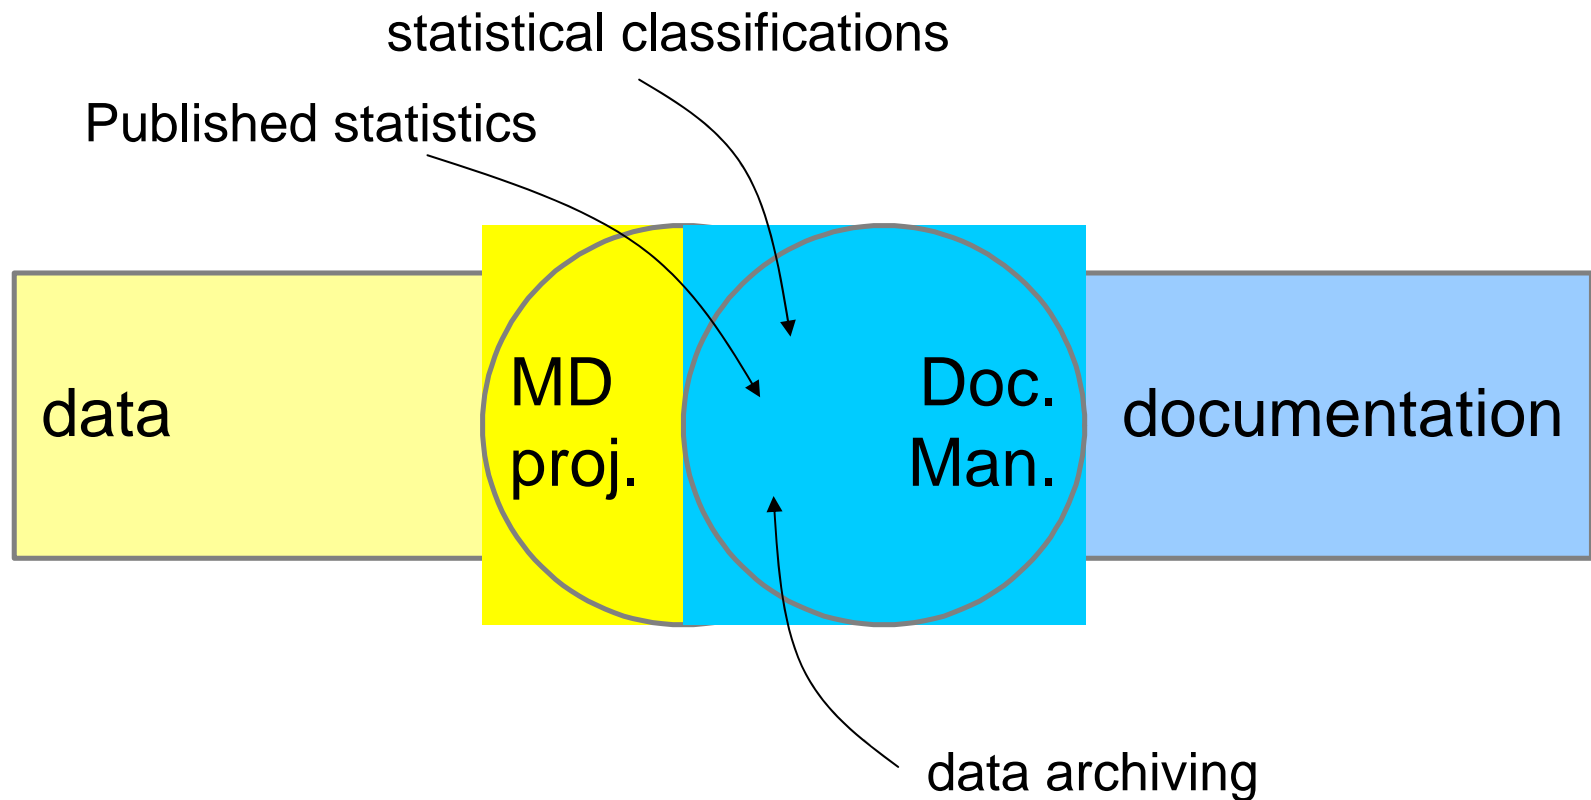 statistical classifications
Published statistics
data
MD
proj.
Doc.
Man.
documentation
data archiving